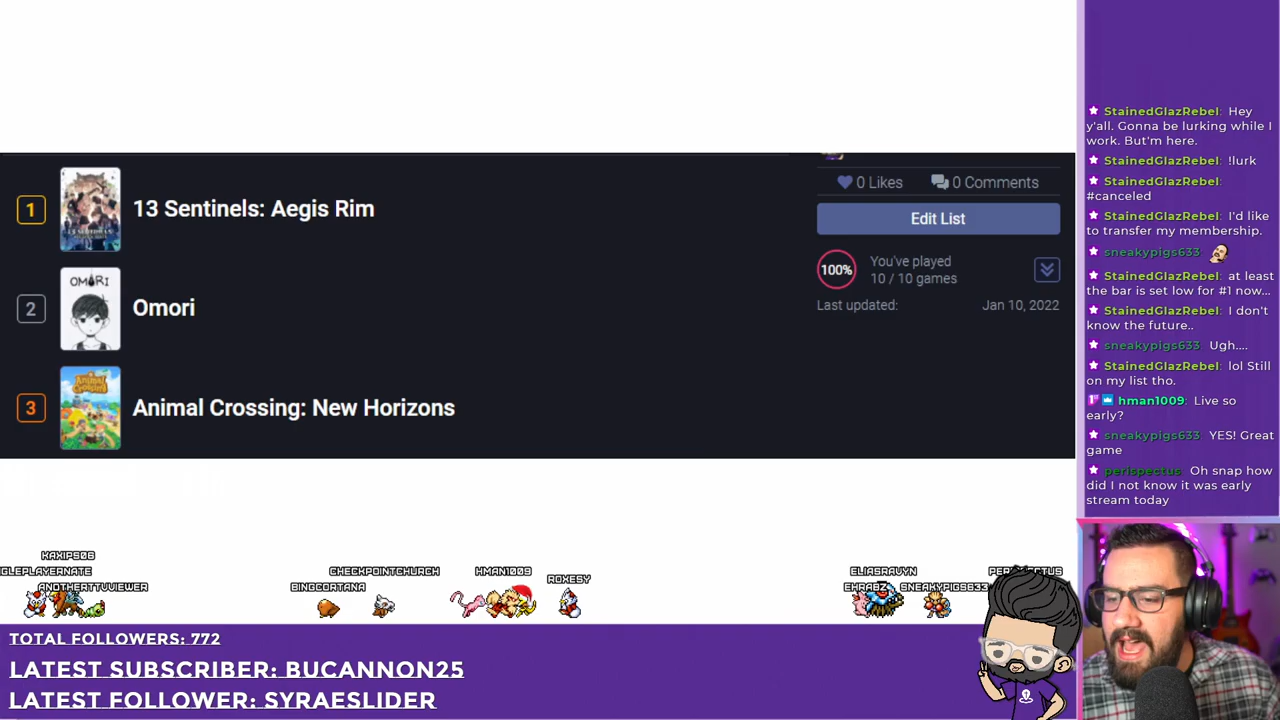 1
13 Sentinels: Aegis Rim
2
OMORI
Omori
3
Animal Crossing: New Horizons
0 Likes
0 Comments
Edit List
100%
You've played
10 / 10 games
Last updated:
Jan 10, 2022
StainedGlazRebel: Hey
y'all. Gonna be lurking while I
work. But'm here.
StainedGlazRebel: !lurk
StainedGlazRebel:
#canceled
StainedGlazRebel: I'd like
to transfer my membership.
sneakypigs633
StainedGlazRebel: at least
the bar is set low for #1 now...
StainedGlazRebel: I don't
know the future..
sneakypigs633 Ugh....
StainedGlazRebel: lol Still
on my list tho.
hman1009: Live so
early?
sneakypigs633 YES! Great
game
perispectus Oh snap how
did I not know it was early
stream today
KAXIP506
GLEPLAYERNATE
ANOTHERTTVVIEWER
CHECKPOINTCHURCH
BINGCORTANA
HMAN1009
ROXESY
ELIASRAVYN
EHRABZ
SNEAKYPIGS633
TOTAL FOLLOWERS: 772
LATEST SUBSCRIBER: BUCANNON25
LATEST FOLLOWER: SYRAESLIDER